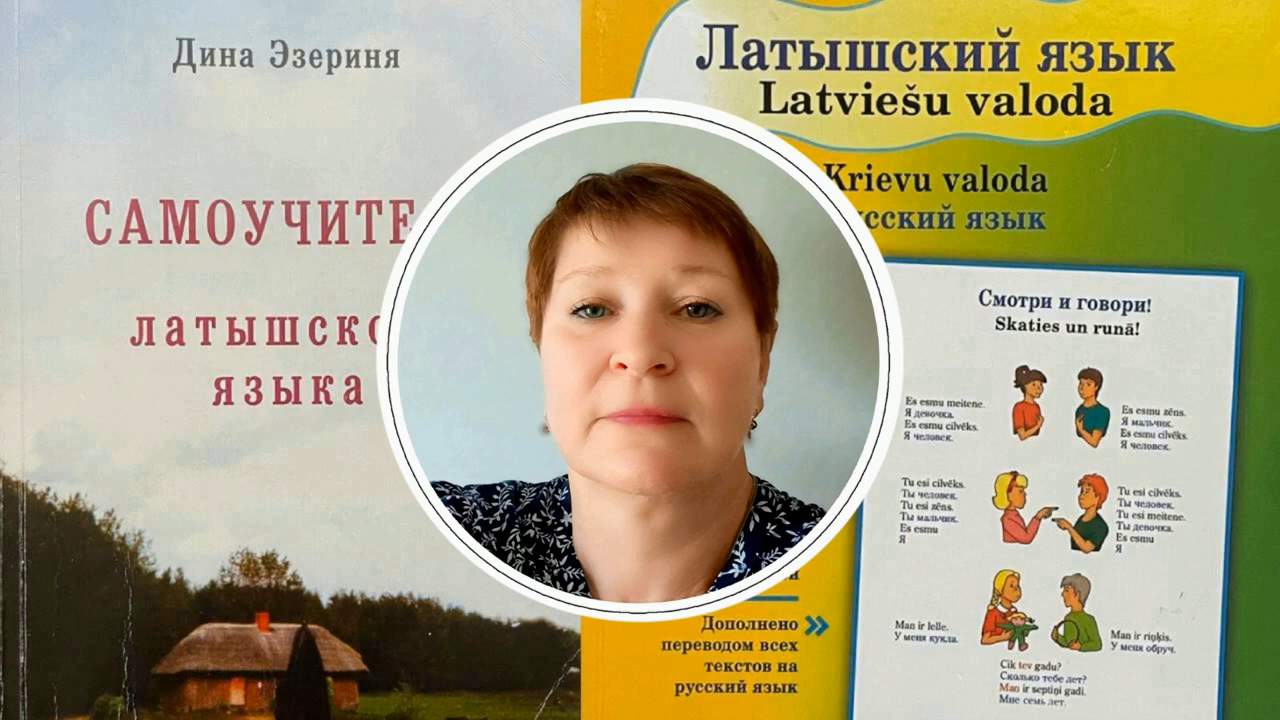 Дина Эзериня
САМОУЧИТЕ
латышско
языка
Латышский язык
Latviešu valoda
Krievu valoda
усский язык
Смотри и говори!
Skaties un runā!
Es esmu meitene.
Я девочка.
Es esmu cilvēks.
Я человек.
Es esmu zēns.
Я мальчик.
Es esmu cilvēks.
Я человек.
Tu esi cilvēks.
Ты человек.
Tu esi zēns.
Ты мальчик.
Es esmu
Я
Tu esi cilvēks.
Ты человек.
Tu esi meitene.
Ты девочка.
Es esmu
Я
Man ir lelle.
У меня кукла.
Man ir riņķis.
У меня обруч.
Cik tev gadu?
Сколько тебе лет?
Man ir septiņi gadi.
Мне семь лет.
Дополнено
переводом всех
текстов на
русский язык